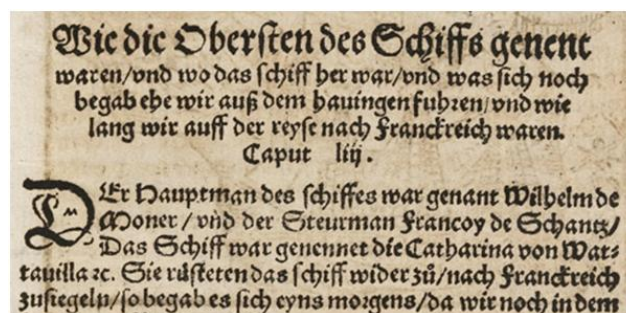 Wie die Obersten des Schiffs genent
waren/vnd wo das schiff her war/vnd was sich noch
begab ehe wir auß dem hauingen fuhren/vnd wie
lang wir auff der reyse nach Franckreich waren.
Caput liij.
DEr Hauptman des schiffes war genant Wilhelm de
Moner/vnd der Steurman Francoy de Schantz/
Das Schiff war genennet die Catharina von Wat⸗
tauilla ꝛc. Sie rüsteten das schiff wider zů/nach Franckreich
zusiegeln/so begab es sich eyns morgens/da wir noch in dem